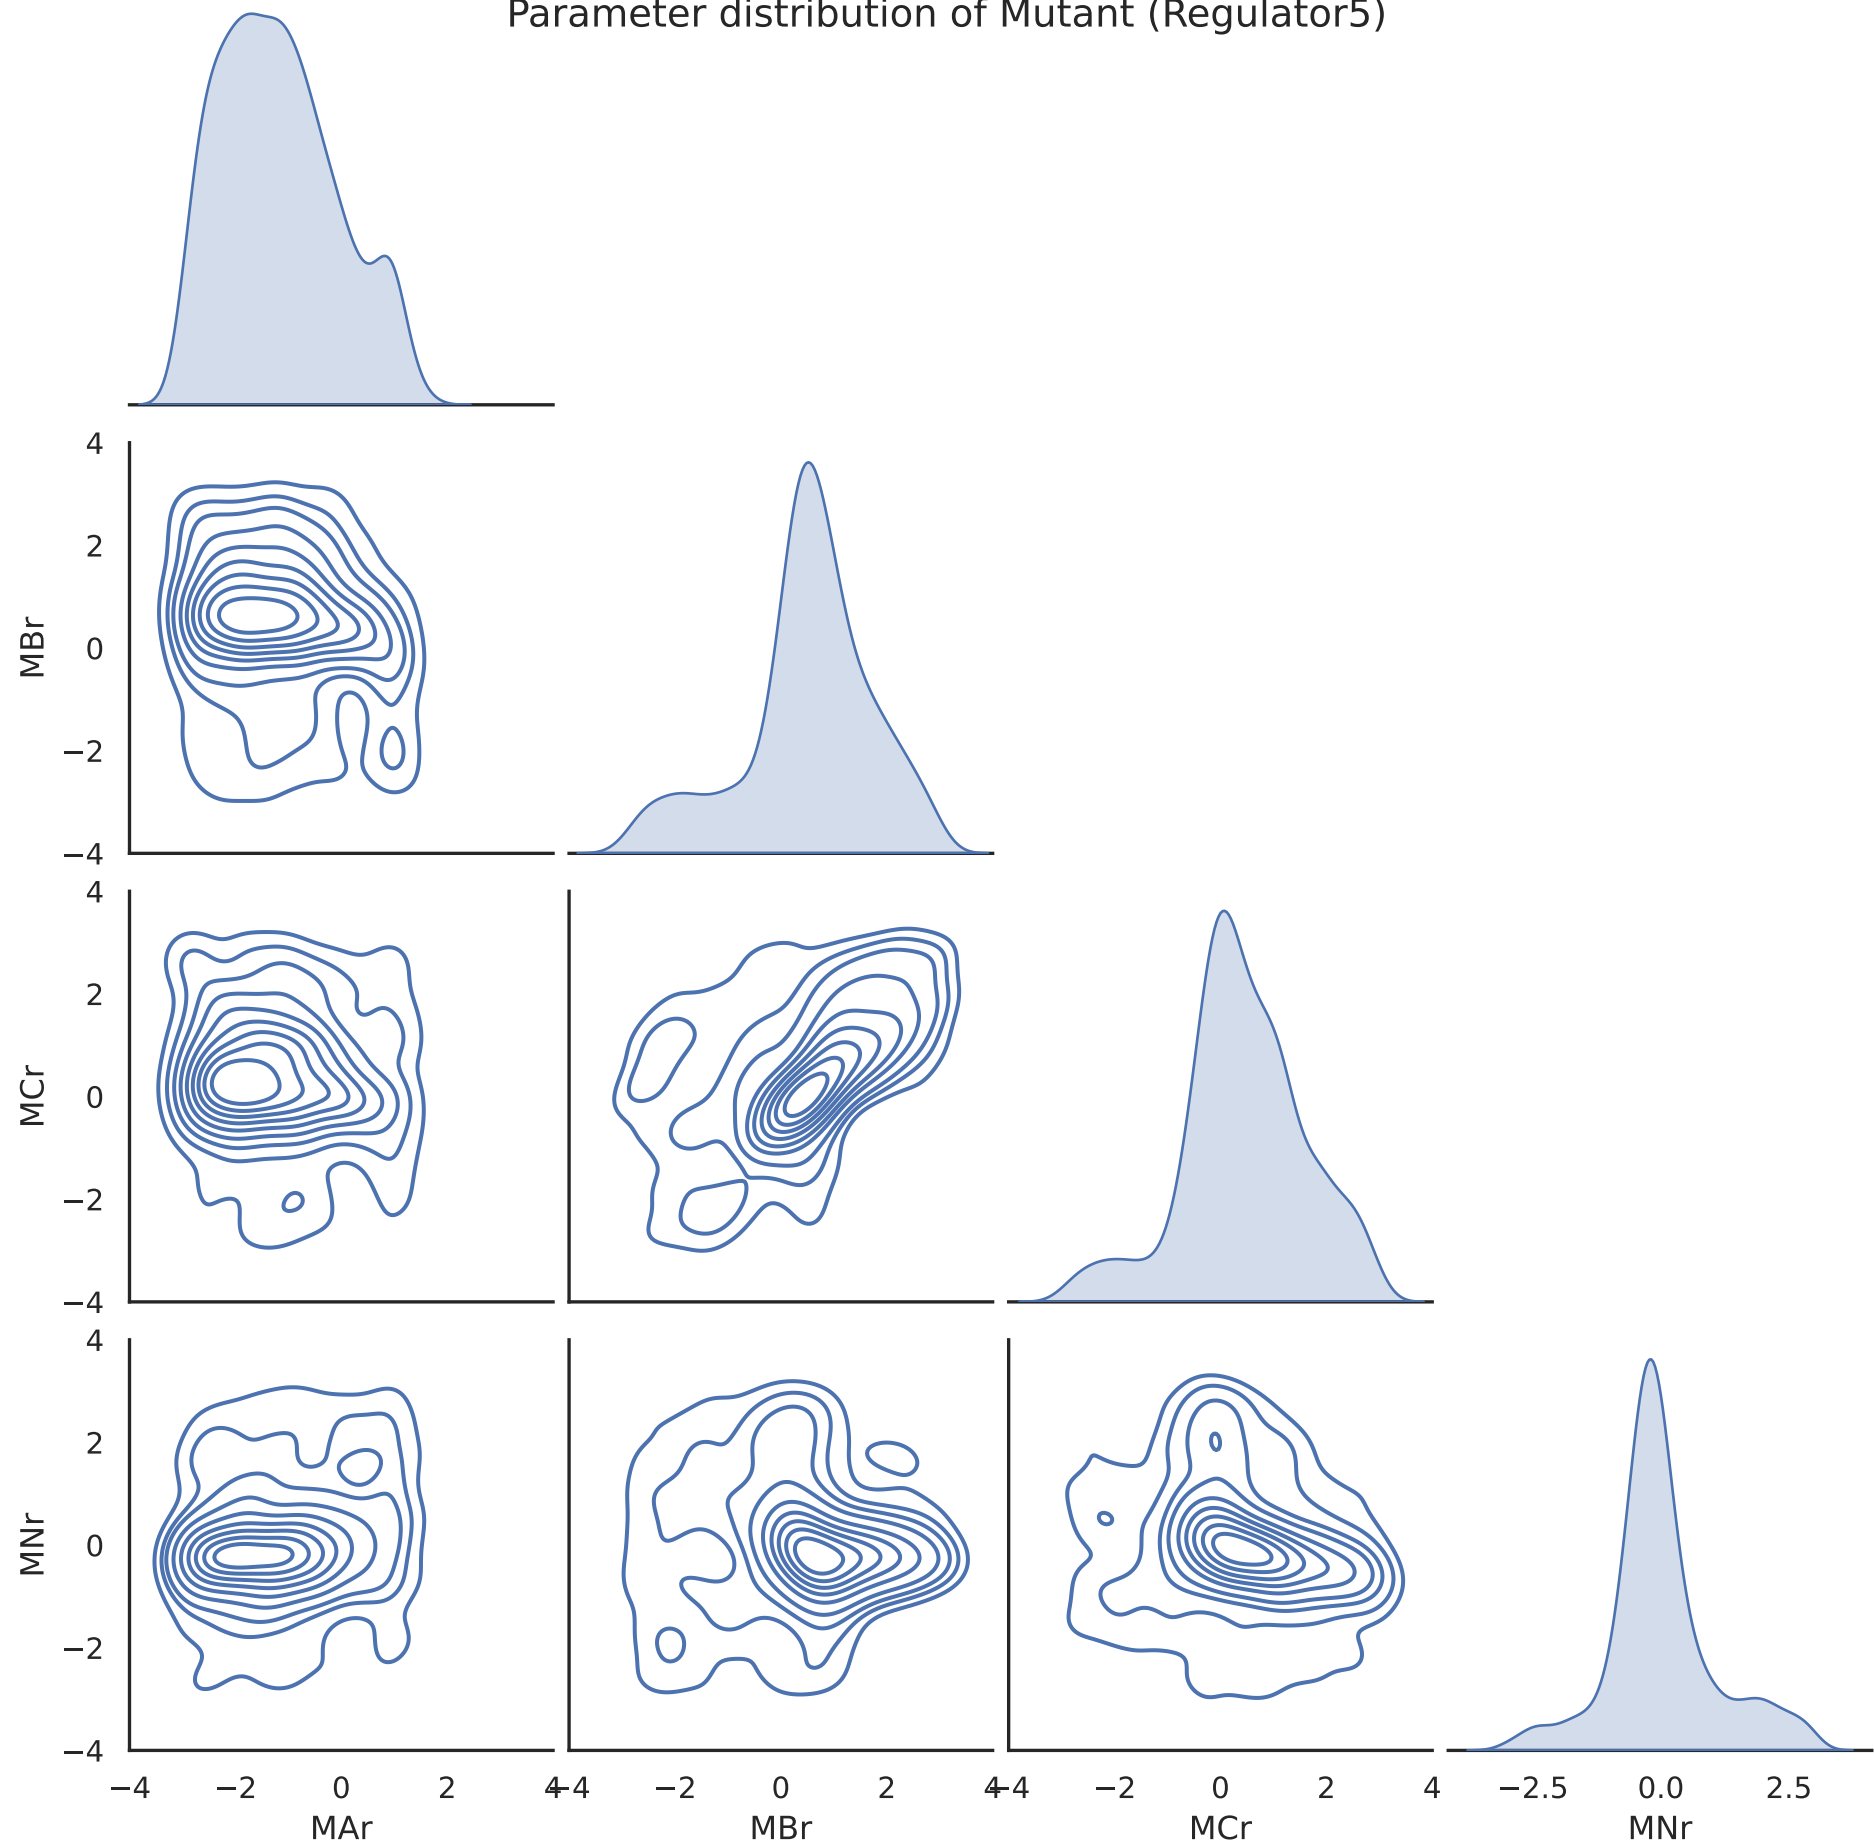 Parameter distribution of Mutant (Regulator5)
4
2
0
−2
−4
MBr
4
2
0
−2
−4
MCr
4
2
0
−2
−4
MNr
−4 −2 0 2 4
−4 −2 0 2 4
−4 −2 0 2 4
−2.5 0.0 2.5
MAr MBr MCr MNr